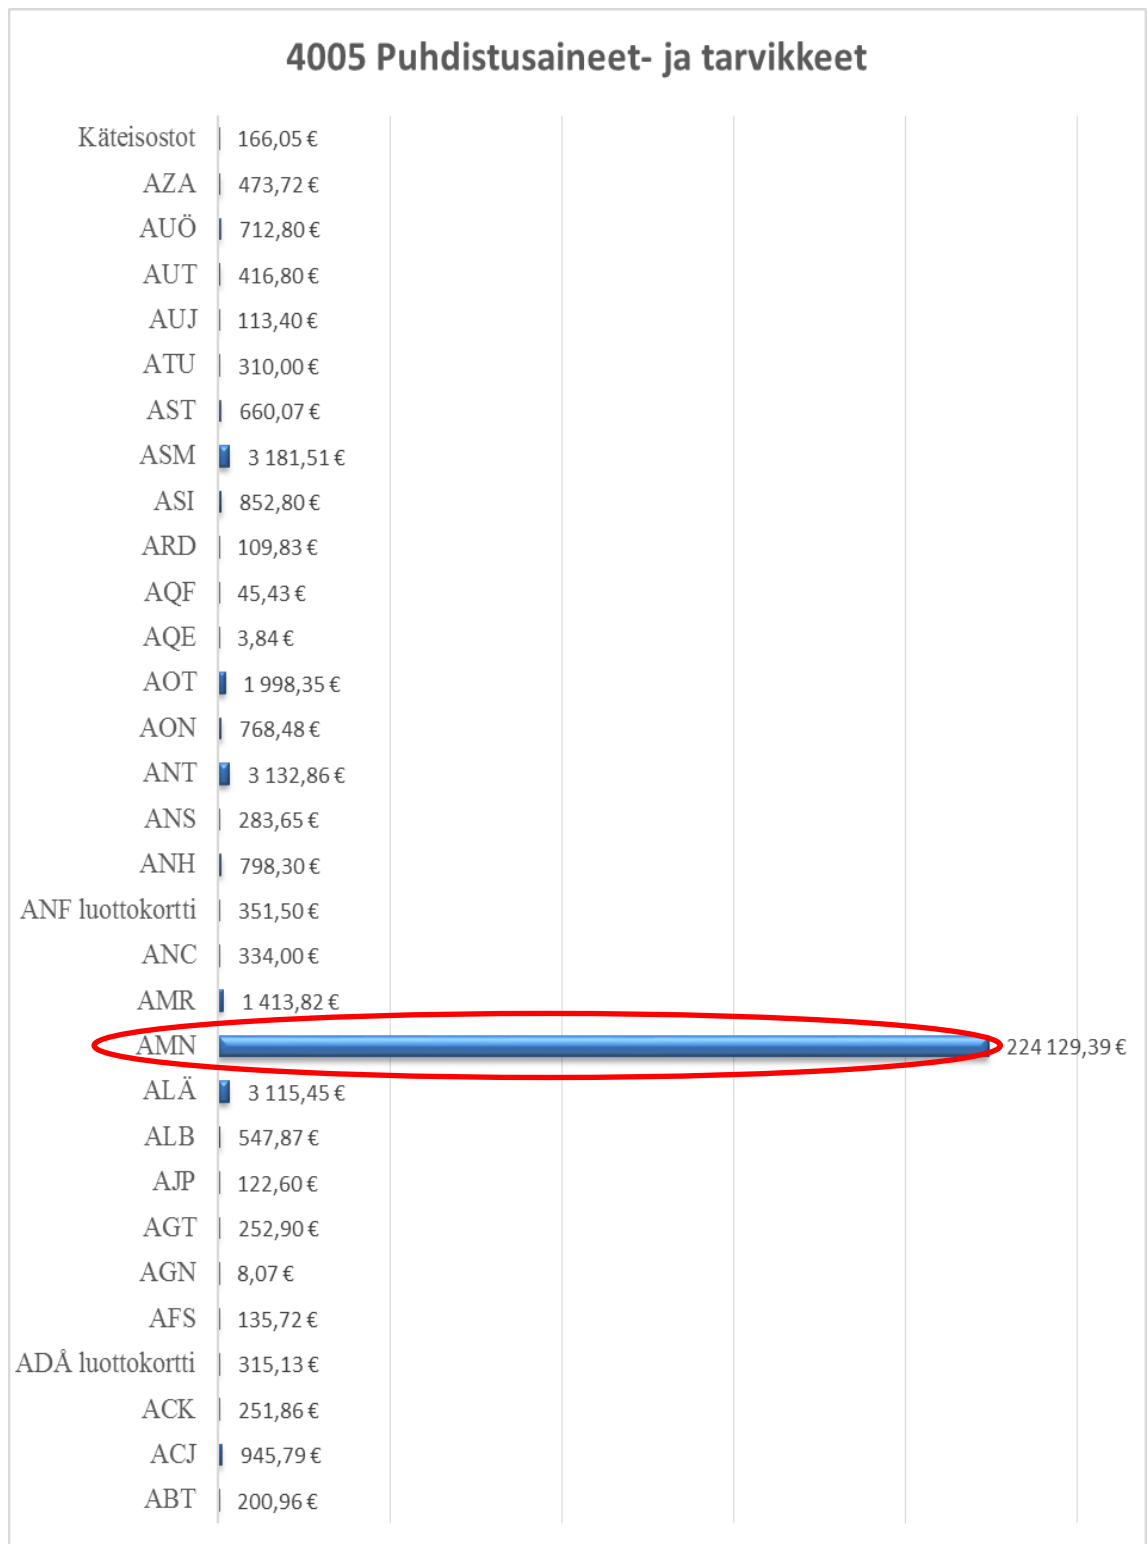 4005 Puhdistusaineet- ja tarvikkeet
Käteisostot 166,05 €
AZA 473,72 €
AUÖ 712,80 €
AUT 416,80 €
AUJ 113,40 €
ATU 310,00 €
AST 660,07 €
ASM 3 181,51 €
ASI 852,80 €
ARD 109,83 €
AQF 45,43 €
AQE 3,84 €
AOT 1 998,35 €
AON 768,48 €
ANT 3 132,86 €
ANS 283,65 €
ANH 798,30 €
ANF luottokortti 351,50 €
ANC 334,00 €
AMR 1 413,82 €
AMN 224 129,39 €
ALÄ 3 115,45 €
ALB 547,87 €
AJP 122,60 €
AGT 252,90 €
AGN 8,07 €
AFS 135,72 €
ADÅ luottokortti 315,13 €
ACK 251,86 €
ACJ 945,79 €
ABT 200,96 €